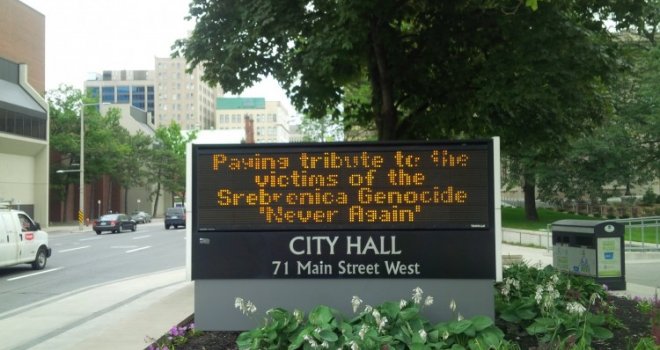 Paying tribute to the
victims of the
Srebrenica Genocide
'Never Again'
CITY HALL
71 Main Street West